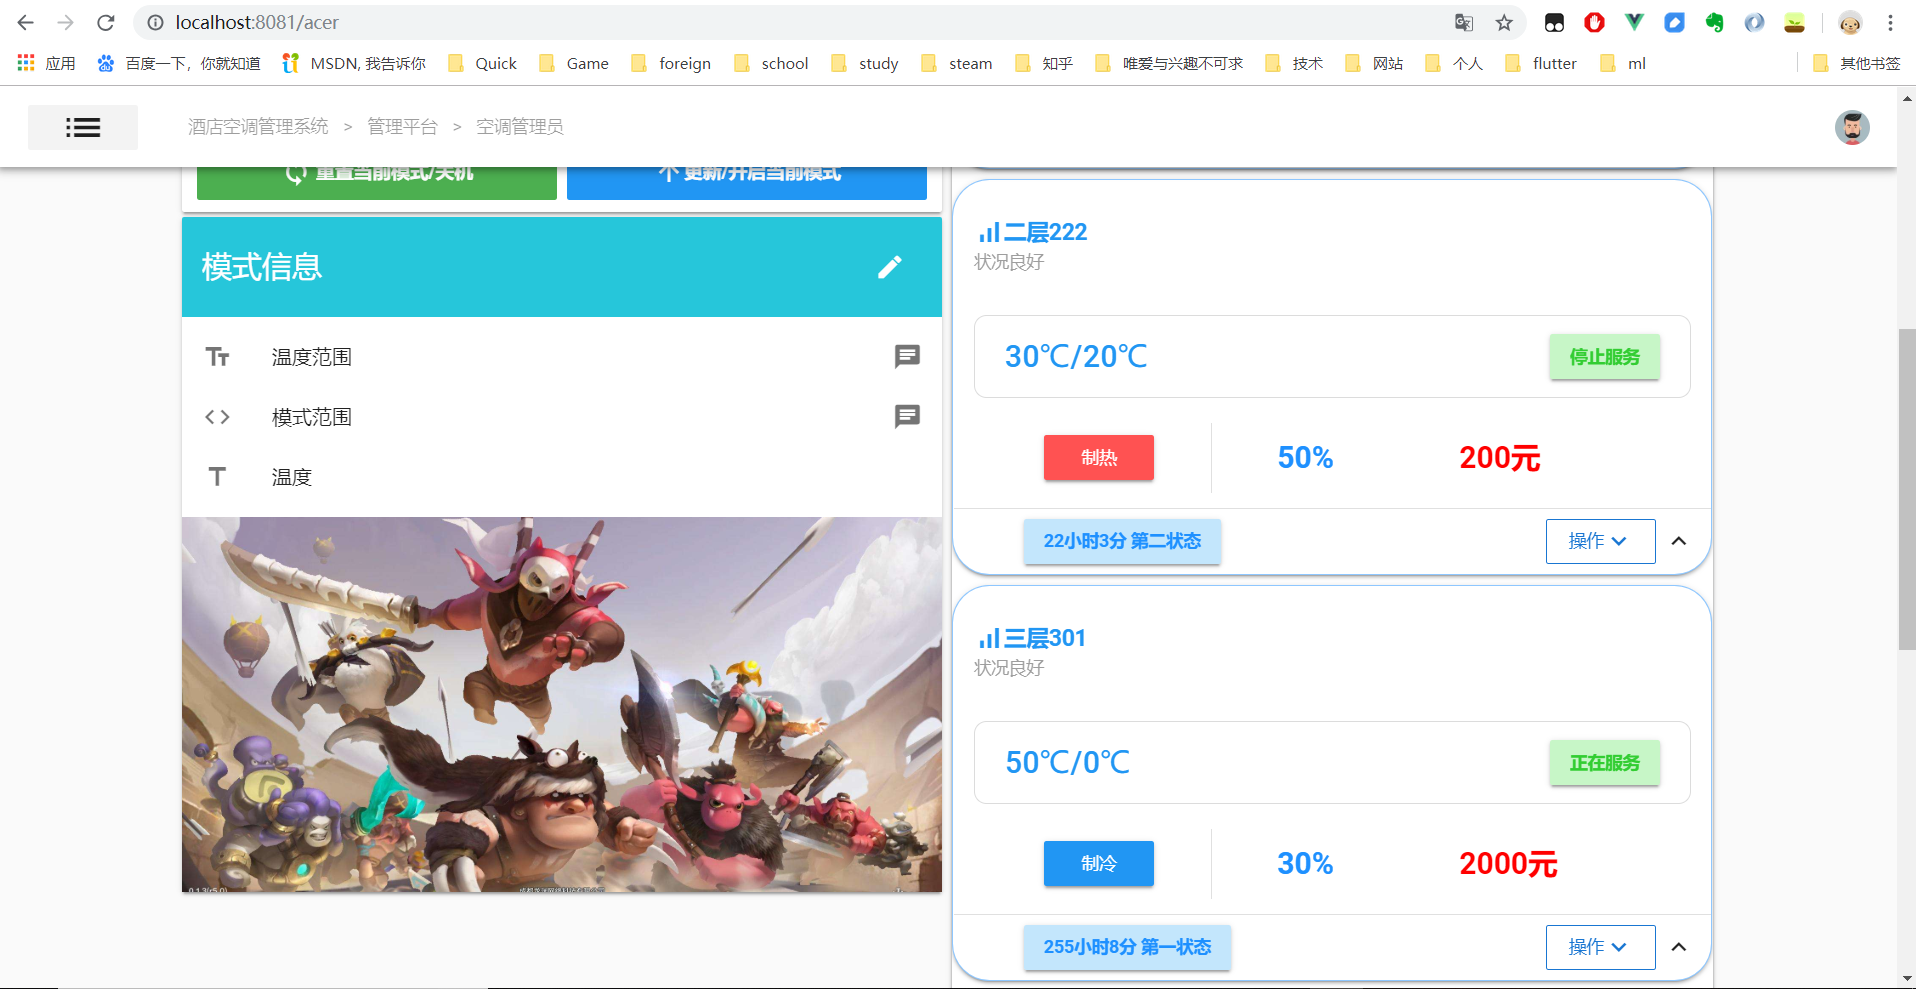 localhost:8081/acer
应用
百度一下，你就知道
MSDN, 我告诉你
Quick
Game
foreign
school
study
steam
知乎
唯爱与兴趣不可求
技术
网站
个人
flutter
ml
其他书签
酒店空调管理系统 > 管理平台 > 空调管理员
重置当前模式/关机
更新/开启当前模式
模式信息
温度范围
模式范围
温度
二层222
状况良好
30℃/20℃
停止服务
制热
50%
200元
22小时3分 第二状态
操作
三层301
状况良好
50℃/0℃
正在服务
制冷
30%
2000元
255小时8分 第一状态
操作